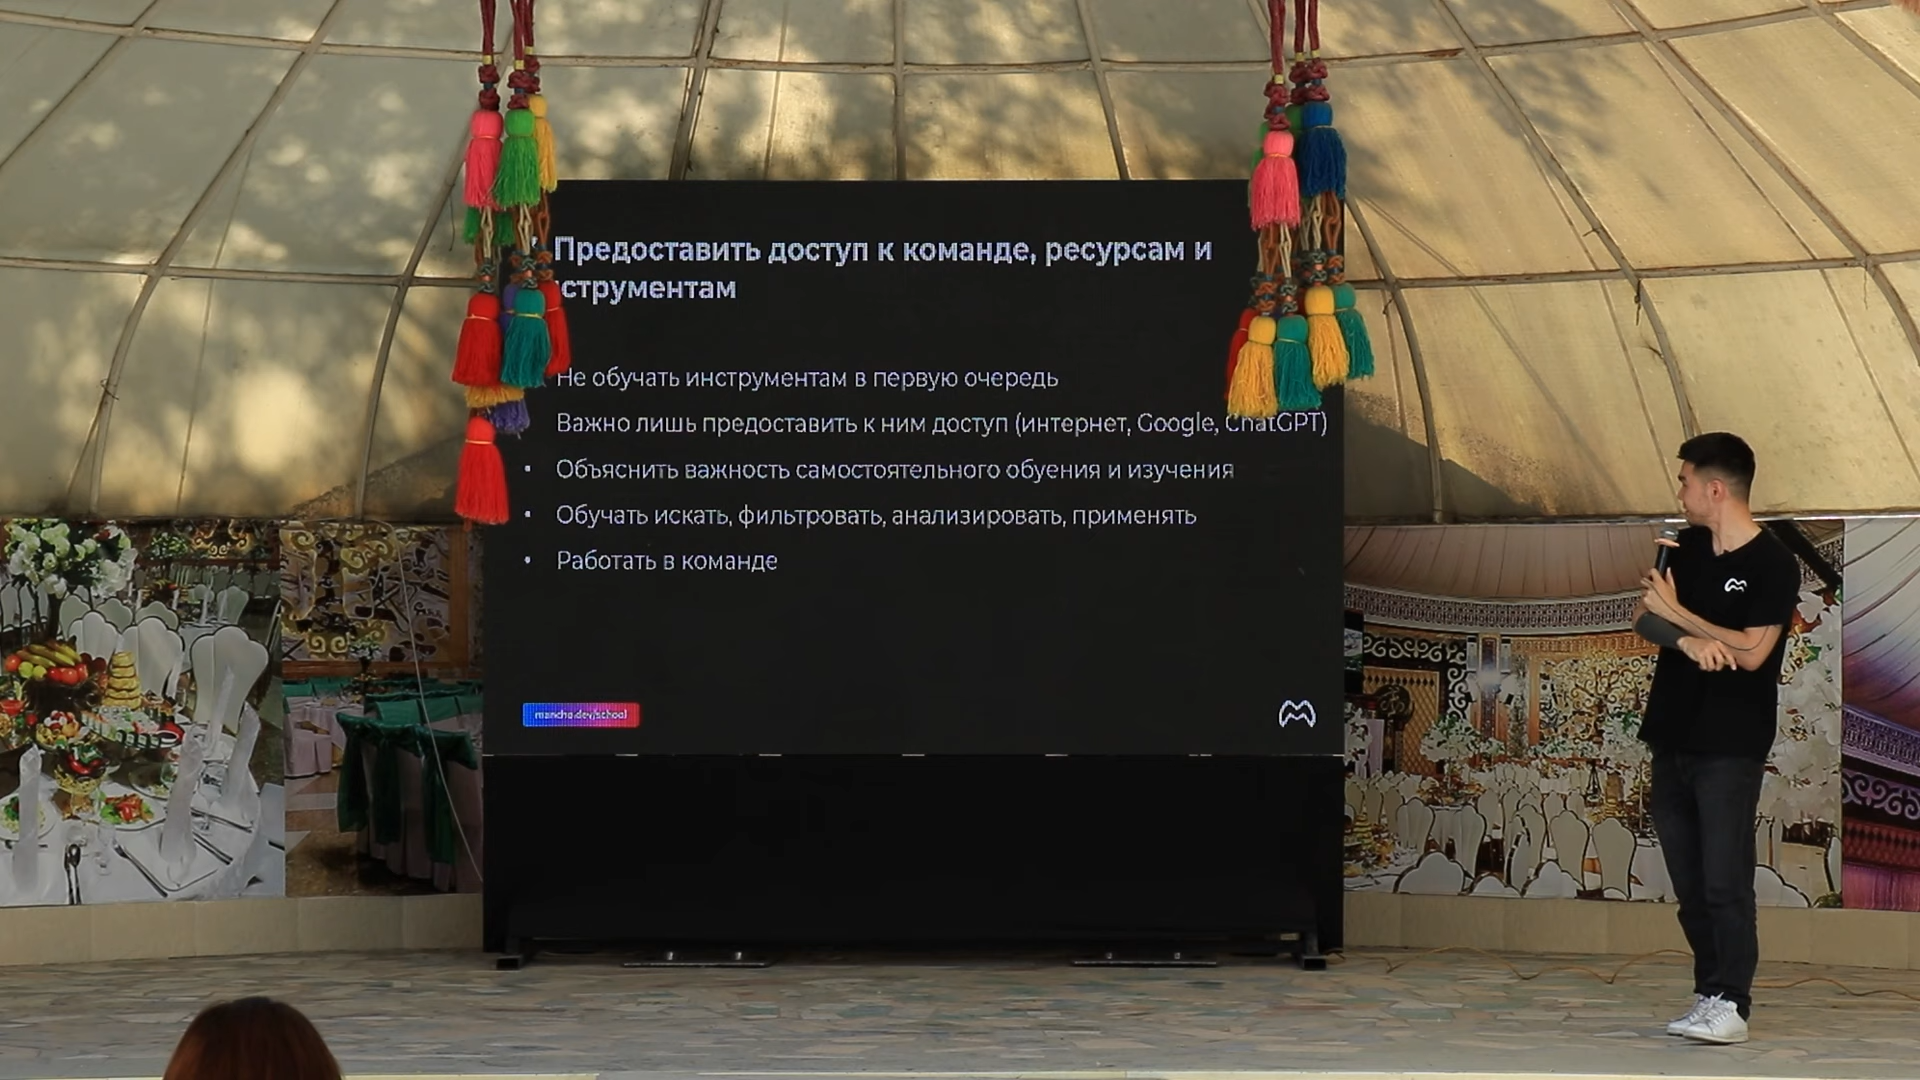 Предоставить доступ к команде, ресурсам и
струментам
Не обучать инструментам в первую очередь
Важно лишь предоставить к ним доступ (интернет, Google, ChatGPT)
• Объяснить важность самостоятельного обуения и изучения
• Обучать искать, фильтровать, анализировать, применять
• Работать в команде
mancho.dev/school